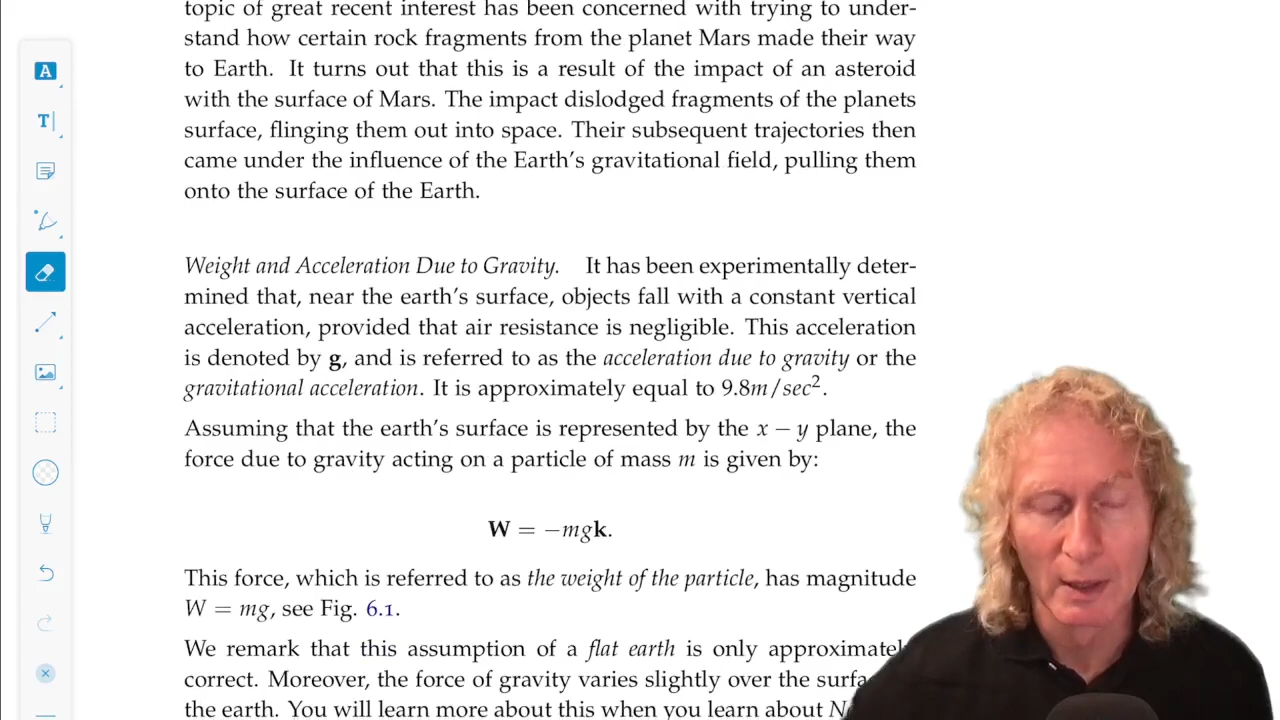 topic of great recent interest has been concerned with trying to under-
stand how certain rock fragments from the planet Mars made their way
to Earth. It turns out that this is a result of the impact of an asteroid
with the surface of Mars. The impact dislodged fragments of the planets
surface, flinging them out into space. Their subsequent trajectories then
came under the influence of the Earth's gravitational field, pulling them
onto the surface of the Earth.
Weight and Acceleration Due to Gravity. It has been experimentally deter-
mined that, near the earth's surface, objects fall with a constant vertical
acceleration, provided that air resistance is negligible. This acceleration
is denoted by g, and is referred to as the acceleration due to gravity or the
gravitational acceleration. It is approximately equal to 9.8m/sec².
Assuming that the earth's surface is represented by the x − y plane, the
force due to gravity acting on a particle of mass m is given by:
W = −mgk.
This force, which is referred to as the weight of the particle, has magnitude
W = mg, see Fig. 6.1.
We remark that this assumption of a flat earth is only
correct. Moreover, the force of gravity varies slightly over the
the earth. You will learn more about this when you learn about
A
T